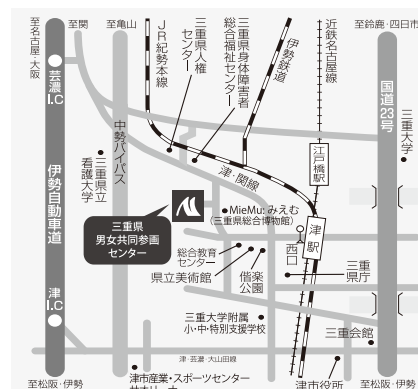 至名古屋・大阪
至関
至亀山
至鈴鹿・四日市
芸濃
I.C
JR紀勢本線
三重県人権
センター
三重県身体障害者
総合福祉センター
伊勢鉄道
近鉄名古屋線
国道23号
三重大学
中勢バイパス
三重県立
看護大学
伊勢自動車道
江戸橋駅
津・関線
MieMu:みえむ
(三重県総合博物館)
三重県
男女共同参画
センター
津駅
西口
総合教育
センター
県立美術館
偕楽
公園
三重
県庁
津
I.C
三重大学附属
小・中・特別支援学校
三重会館
津・芸濃・大山田線
至松阪・伊勢
津市産業・スポーツセンター
津市役所
至松阪・伊勢